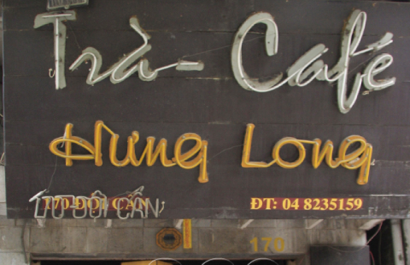 Trà - Café
Hưng Long
170 ĐỘI CẤN ĐT: 04 8235159
170